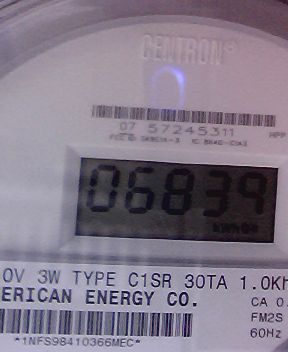 CENTRON®
07 57245311
06839
0V 3W TYPE C1SR 30TA 1.0Kh
ERICAN ENERGY CO.
CA 0.
FM2S
60Hz
*1NFS98410366MEC*